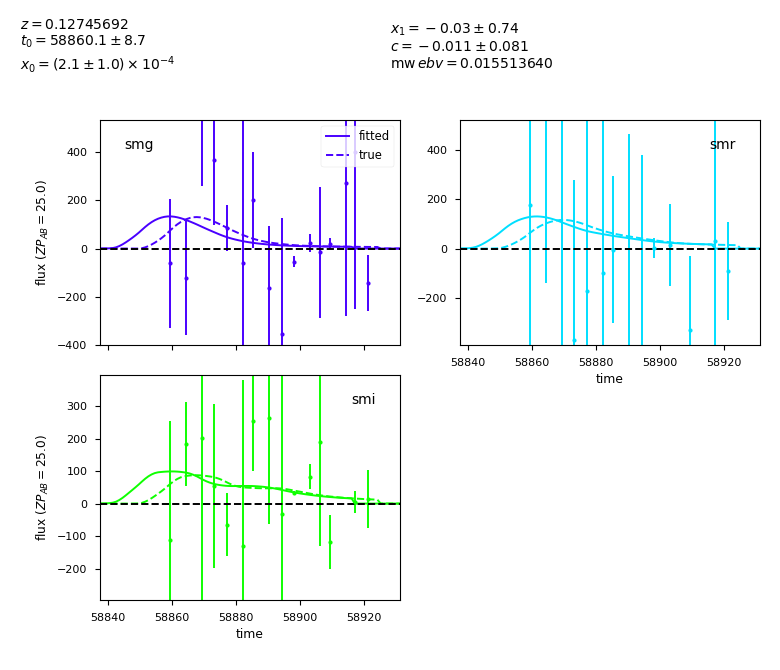 z = 0.12745692
t₀ = 58860.1 ± 8.7
x₀ = (2.1 ± 1.0) × 10⁻⁴
x₁ = −0.03 ± 0.74
c = −0.011 ± 0.081
mw ebv = 0.015513640
smg
fitted
true
400
200
0
−200
−400
flux (ZP_AB = 25.0)
smr
400
200
0
−200
58840 58860 58880 58900 58920
time
smi
300
200
100
0
−100
−200
flux (ZP_AB = 25.0)
58840 58860 58880 58900 58920
time